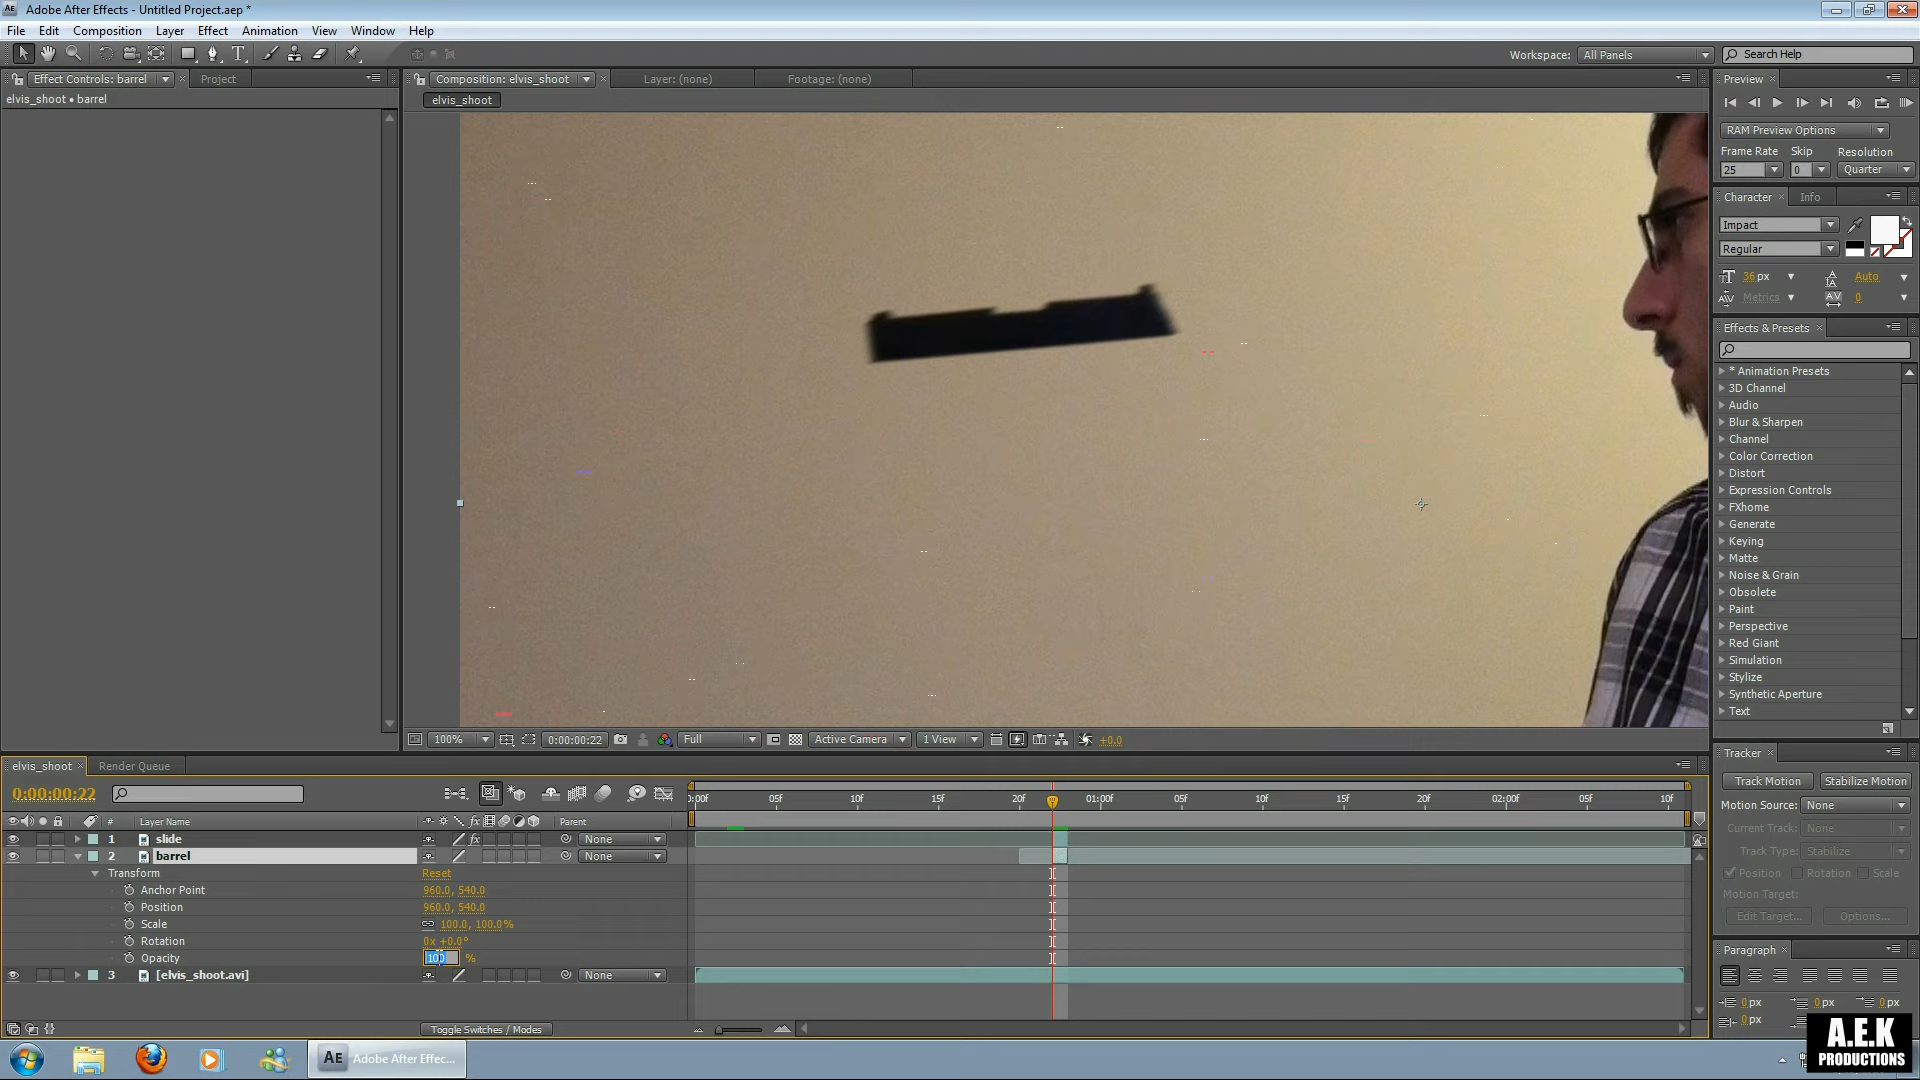 AE Adobe After Effects - Untitled Project.aep *
File Edit Composition Layer Effect Animation View Window Help
Workspace: All Panels Search Help
Effect Controls: barrel Project Composition: elvis_shoot Layer: (none) Footage: (none) Preview
elvis_shoot • barrel
elvis_shoot
RAM Preview Options
Frame Rate Skip Resolution
25 0 Quarter
Character Info
Impact
Regular
36 px Auto
Metrics 0
Effects & Presets
* Animation Presets
3D Channel
Audio
Blur & Sharpen
Channel
Color Correction
Distort
Expression Controls
FXhome
Generate
Keying
Matte
Noise & Grain
Obsolete
Paint
Perspective
Red Giant
Simulation
Stylize
Synthetic Aperture
Text
100% 0:00:00:22 Full Active Camera 1 View +0.0
elvis_shoot Render Queue
0:00:00:22
0:00f 05f 10f 15f 20f 01:00f 05f 10f 15f 20f 02:00f 05f 10f
# Layer Name Parent
1 slide fx None
2 barrel None
Transform Reset
Anchor Point 960.0, 540.0
Position 960.0, 540.0
Scale 100.0, 100.0%
Rotation 0x +0.0°
Opacity 100 %
3 [elvis_shoot.avi] None
Toggle Switches / Modes
Tracker
Track Motion Stabilize Motion
Motion Source: None
Current Track: None
Track Type: Stabilize
Position Rotation Scale
Motion Target:
Edit Target... Options...
Paragraph
0 px 0 px 0 px
0 px
AE Adobe After Effec...
A.E.K
PRODUCTIONS